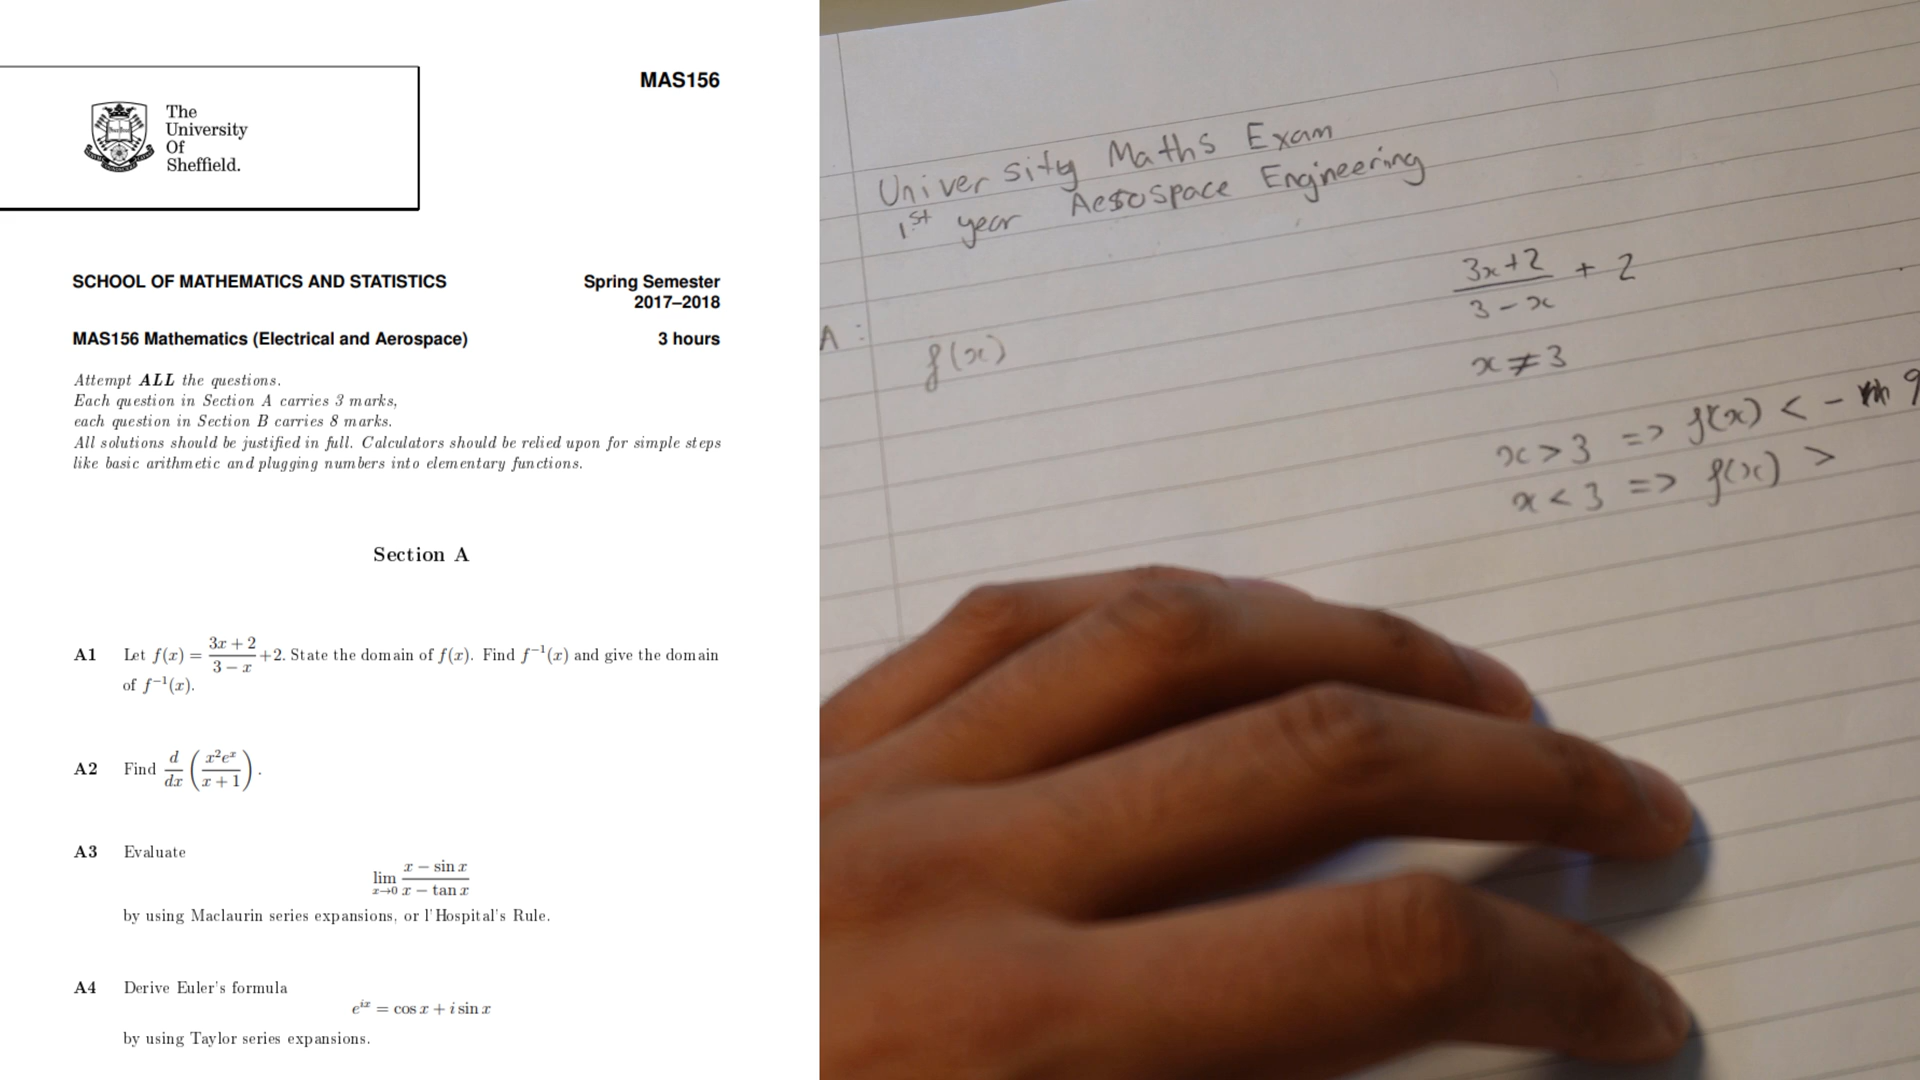 MAS156
The
University
Of
Sheffield.
SCHOOL OF MATHEMATICS AND STATISTICS Spring Semester
2017–2018
MAS156 Mathematics (Electrical and Aerospace) 3 hours
Attempt ALL the questions.
Each question in Section A carries 3 marks,
each question in Section B carries 8 marks.
All solutions should be justified in full. Calculators should be relied upon for simple steps
like basic arithmetic and plugging numbers into elementary functions.
Section A
A1 Let f(x) = (3x + 2)/(3 − x) + 2. State the domain of f(x). Find f⁻¹(x) and give the domain
of f⁻¹(x).
A2 Find d/dx (x²eˣ/(x + 1)).
A3 Evaluate
lim x→0 (x − sin x)/(x − tan x)
by using Maclaurin series expansions, or l'Hospital's Rule.
A4 Derive Euler's formula
e^{ix} = cos x + i sin x
by using Taylor series expansions.
University Maths Exam
1st year Aerospace Engineering
(3x+2)/(3-x) + 2
A: f(x)
x ≠ 3
x > 3 => f(x) < - 9
x < 3 => f(x) >